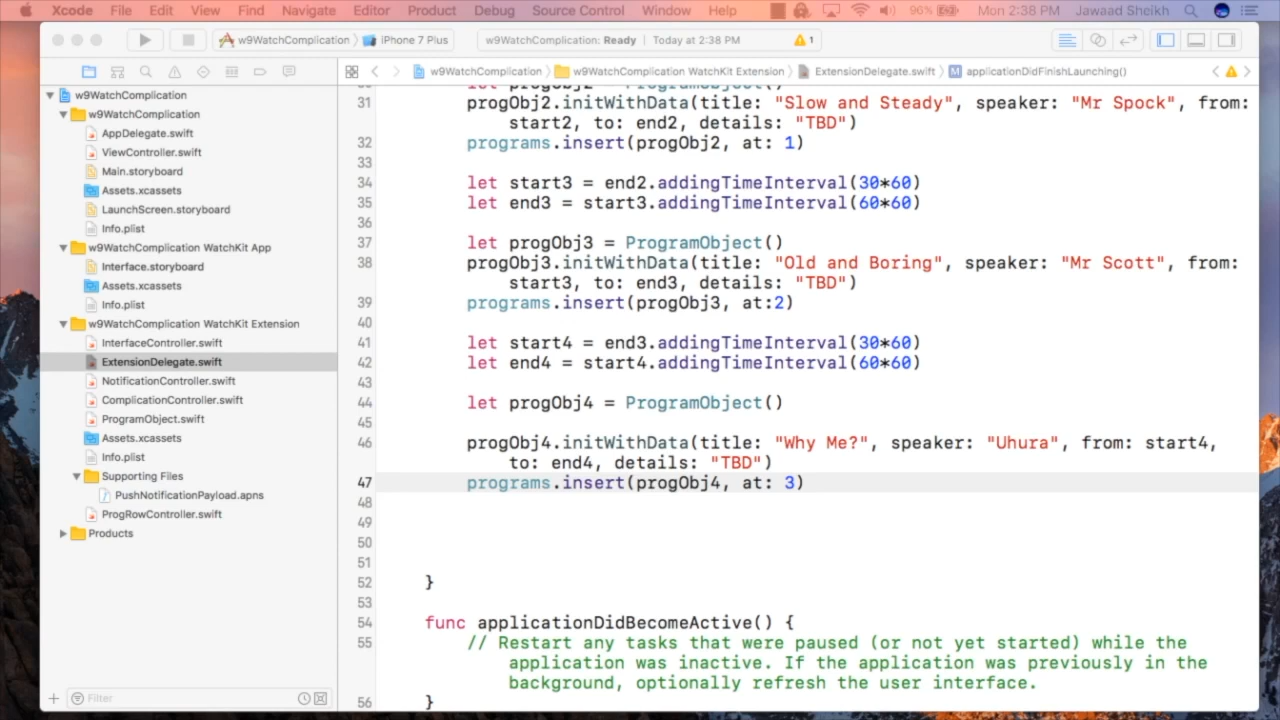 Xcode File Edit View Find Navigate Editor Product Debug Source Control Window Help 96% Mon 2:38 PM Jawaad Sheikh
w9WatchComplication iPhone 7 Plus w9WatchComplication: Ready Today at 2:38 PM 1
w9WatchComplication w9WatchComplication WatchKit Extension ExtensionDelegate.swift M applicationDidFinishLaunching()
w9WatchComplication
w9WatchComplication
AppDelegate.swift
ViewController.swift
Main.storyboard
Assets.xcassets
LaunchScreen.storyboard
Info.plist
w9WatchComplication WatchKit App
Interface.storyboard
Assets.xcassets
Info.plist
w9WatchComplication WatchKit Extension
InterfaceController.swift
ExtensionDelegate.swift
NotificationController.swift
ComplicationController.swift
ProgramObject.swift
Assets.xcassets
Info.plist
Supporting Files
PushNotificationPayload.apns
ProgRowController.swift
Products
Filter
30 let progObj2 = ProgramObject()
31 progObj2.initWithData(title: "Slow and Steady", speaker: "Mr Spock", from:
start2, to: end2, details: "TBD")
32 programs.insert(progObj2, at: 1)
33
34 let start3 = end2.addingTimeInterval(30*60)
35 let end3 = start3.addingTimeInterval(60*60)
36
37 let progObj3 = ProgramObject()
38 progObj3.initWithData(title: "Old and Boring", speaker: "Mr Scott", from:
start3, to: end3, details: "TBD")
39 programs.insert(progObj3, at:2)
40
41 let start4 = end3.addingTimeInterval(30*60)
42 let end4 = start4.addingTimeInterval(60*60)
43
44 let progObj4 = ProgramObject()
45
46 progObj4.initWithData(title: "Why Me?", speaker: "Uhura", from: start4,
to: end4, details: "TBD")
47 programs.insert(progObj4, at: 3)
48
49
50
51
52 }
53
54 func applicationDidBecomeActive() {
55 // Restart any tasks that were paused (or not yet started) while the
application was inactive. If the application was previously in the
background, optionally refresh the user interface.
56 }